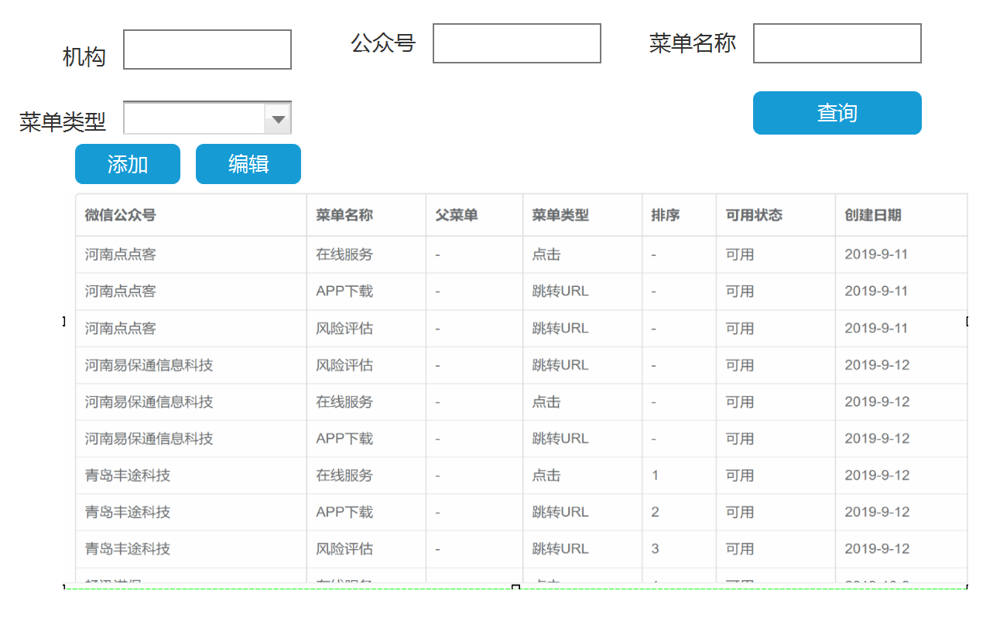 机构 公众号 菜单名称
菜单类型 查询
添加 编辑
微信公众号 菜单名称 父菜单 菜单类型 排序 可用状态 创建日期
河南点点客 在线服务 - 点击 - 可用 2019-9-11
河南点点客 APP下载 - 跳转URL - 可用 2019-9-11
河南点点客 风险评估 - 跳转URL - 可用 2019-9-11
河南易保通信息科技 风险评估 - 跳转URL - 可用 2019-9-12
河南易保通信息科技 在线服务 - 点击 - 可用 2019-9-12
河南易保通信息科技 APP下载 - 跳转URL - 可用 2019-9-12
青岛丰途科技 在线服务 - 点击 1 可用 2019-9-12
青岛丰途科技 APP下载 - 跳转URL 2 可用 2019-9-12
青岛丰途科技 风险评估 - 跳转URL 3 可用 2019-9-12